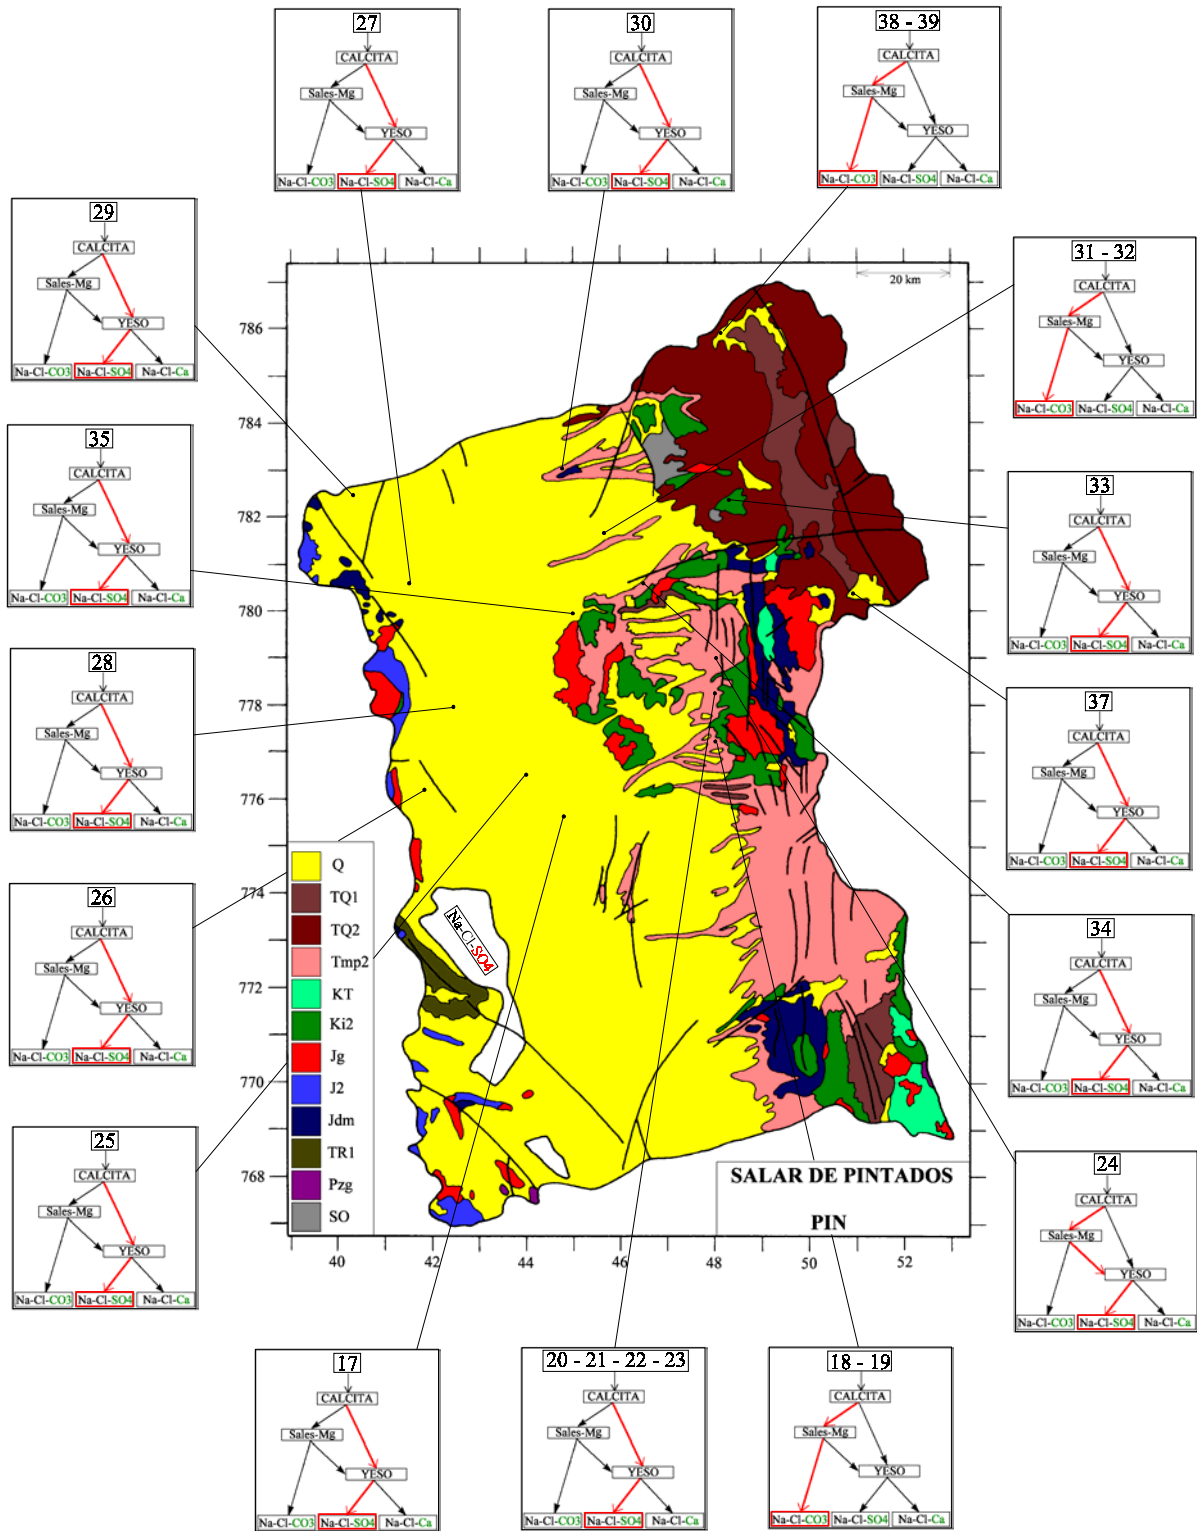 27
CALCITA
Sales-Mg
YESO
Na-Cl-CO3 Na-Cl-SO4 Na-Cl-Ca
30
CALCITA
Sales-Mg
YESO
Na-Cl-CO3 Na-Cl-SO4 Na-Cl-Ca
38 - 39
CALCITA
Sales-Mg
YESO
Na-Cl-CO3 Na-Cl-SO4 Na-Cl-Ca
29
CALCITA
Sales-Mg
YESO
Na-Cl-CO3 Na-Cl-SO4 Na-Cl-Ca
31 - 32
CALCITA
Sales-Mg
YESO
Na-Cl-CO3 Na-Cl-SO4 Na-Cl-Ca
35
CALCITA
Sales-Mg
YESO
Na-Cl-CO3 Na-Cl-SO4 Na-Cl-Ca
33
CALCITA
Sales-Mg
YESO
Na-Cl-CO3 Na-Cl-SO4 Na-Cl-Ca
28
CALCITA
Sales-Mg
YESO
Na-Cl-CO3 Na-Cl-SO4 Na-Cl-Ca
37
CALCITA
Sales-Mg
YESO
Na-Cl-CO3 Na-Cl-SO4 Na-Cl-Ca
26
CALCITA
Sales-Mg
YESO
Na-Cl-CO3 Na-Cl-SO4 Na-Cl-Ca
34
CALCITA
Sales-Mg
YESO
Na-Cl-CO3 Na-Cl-SO4 Na-Cl-Ca
25
CALCITA
Sales-Mg
YESO
Na-Cl-CO3 Na-Cl-SO4 Na-Cl-Ca
24
CALCITA
Sales-Mg
YESO
Na-Cl-CO3 Na-Cl-SO4 Na-Cl-Ca
17
CALCITA
Sales-Mg
YESO
Na-Cl-CO3 Na-Cl-SO4 Na-Cl-Ca
20 - 21 - 22 - 23
CALCITA
Sales-Mg
YESO
Na-Cl-CO3 Na-Cl-SO4 Na-Cl-Ca
18 - 19
CALCITA
Sales-Mg
YESO
Na-Cl-CO3 Na-Cl-SO4 Na-Cl-Ca
20 km
786
784
782
780
778
776
774
772
770
768
Q
TQ1
TQ2
Tmp2
KT
Ki2
Jg
J2
Jdm
TR1
Pzg
SO
Na-Cl-SO4
SALAR DE PINTADOS
PIN
40 42 44 46 48 50 52